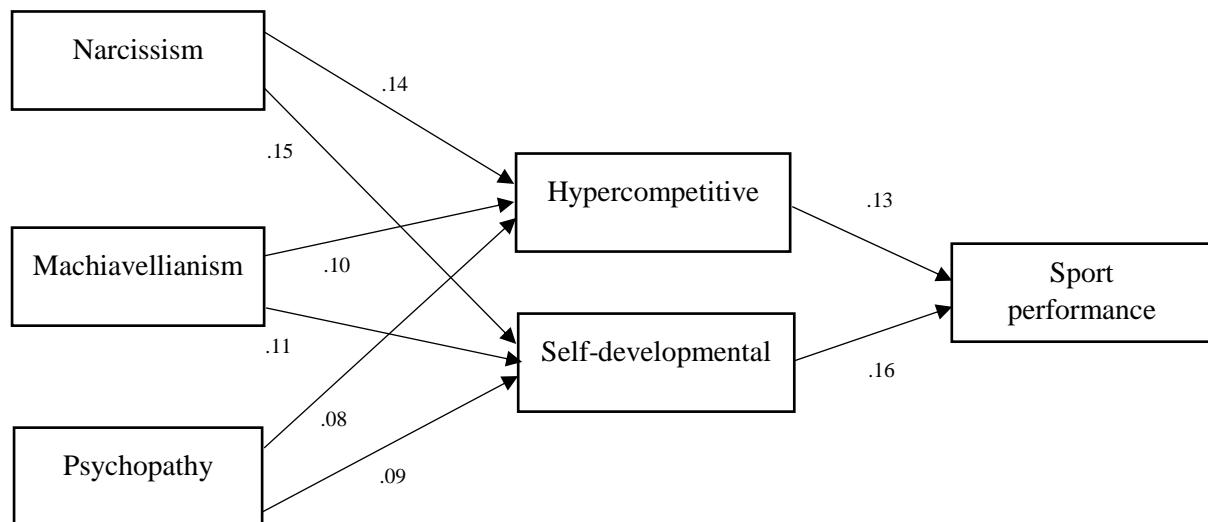 Narcissism
.14
.15
Hypercompetitive
.13
Machiavellianism
.10
Sport
performance
Self-developmental
.11
.16
.08
Psychopathy
.09